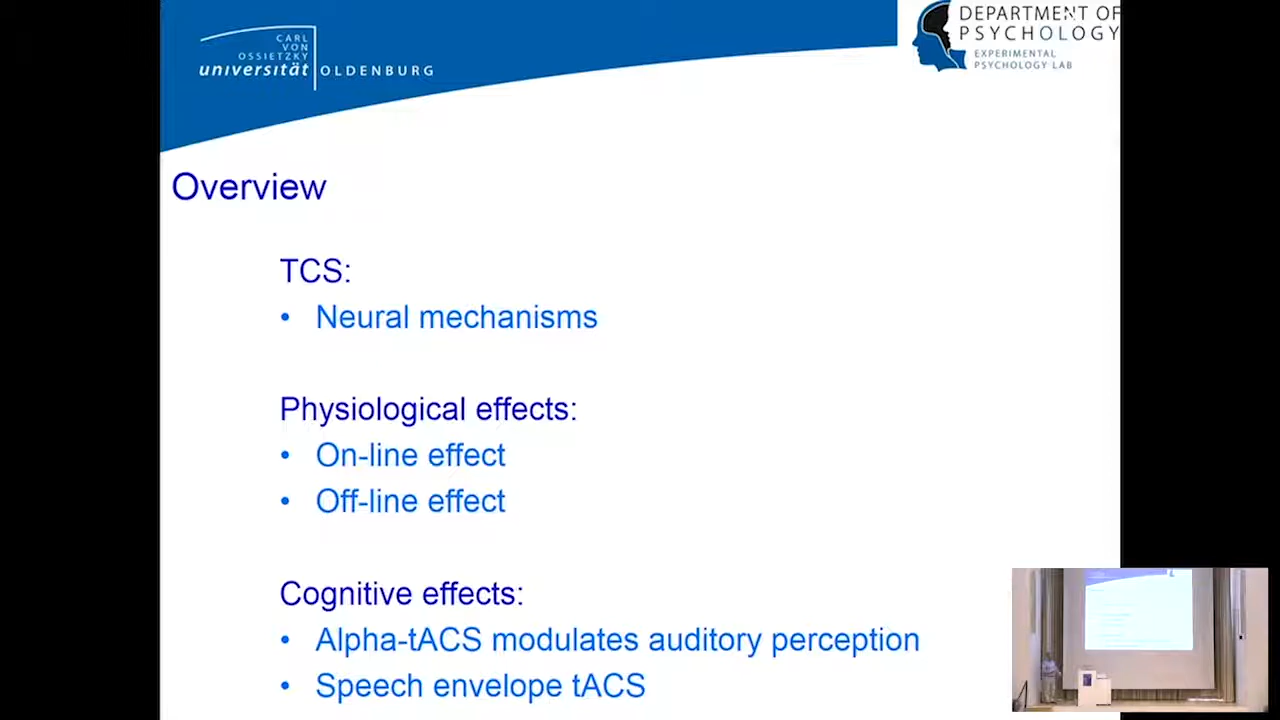 CARL
VON
OSSIETZKY
universität OLDENBURG
DEPARTMENT OF
PSYCHOLOGY
EXPERIMENTAL
PSYCHOLOGY LAB
Overview
TCS:
• Neural mechanisms
Physiological effects:
• On-line effect
• Off-line effect
Cognitive effects:
• Alpha-tACS modulates auditory perception
• Speech envelope tACS